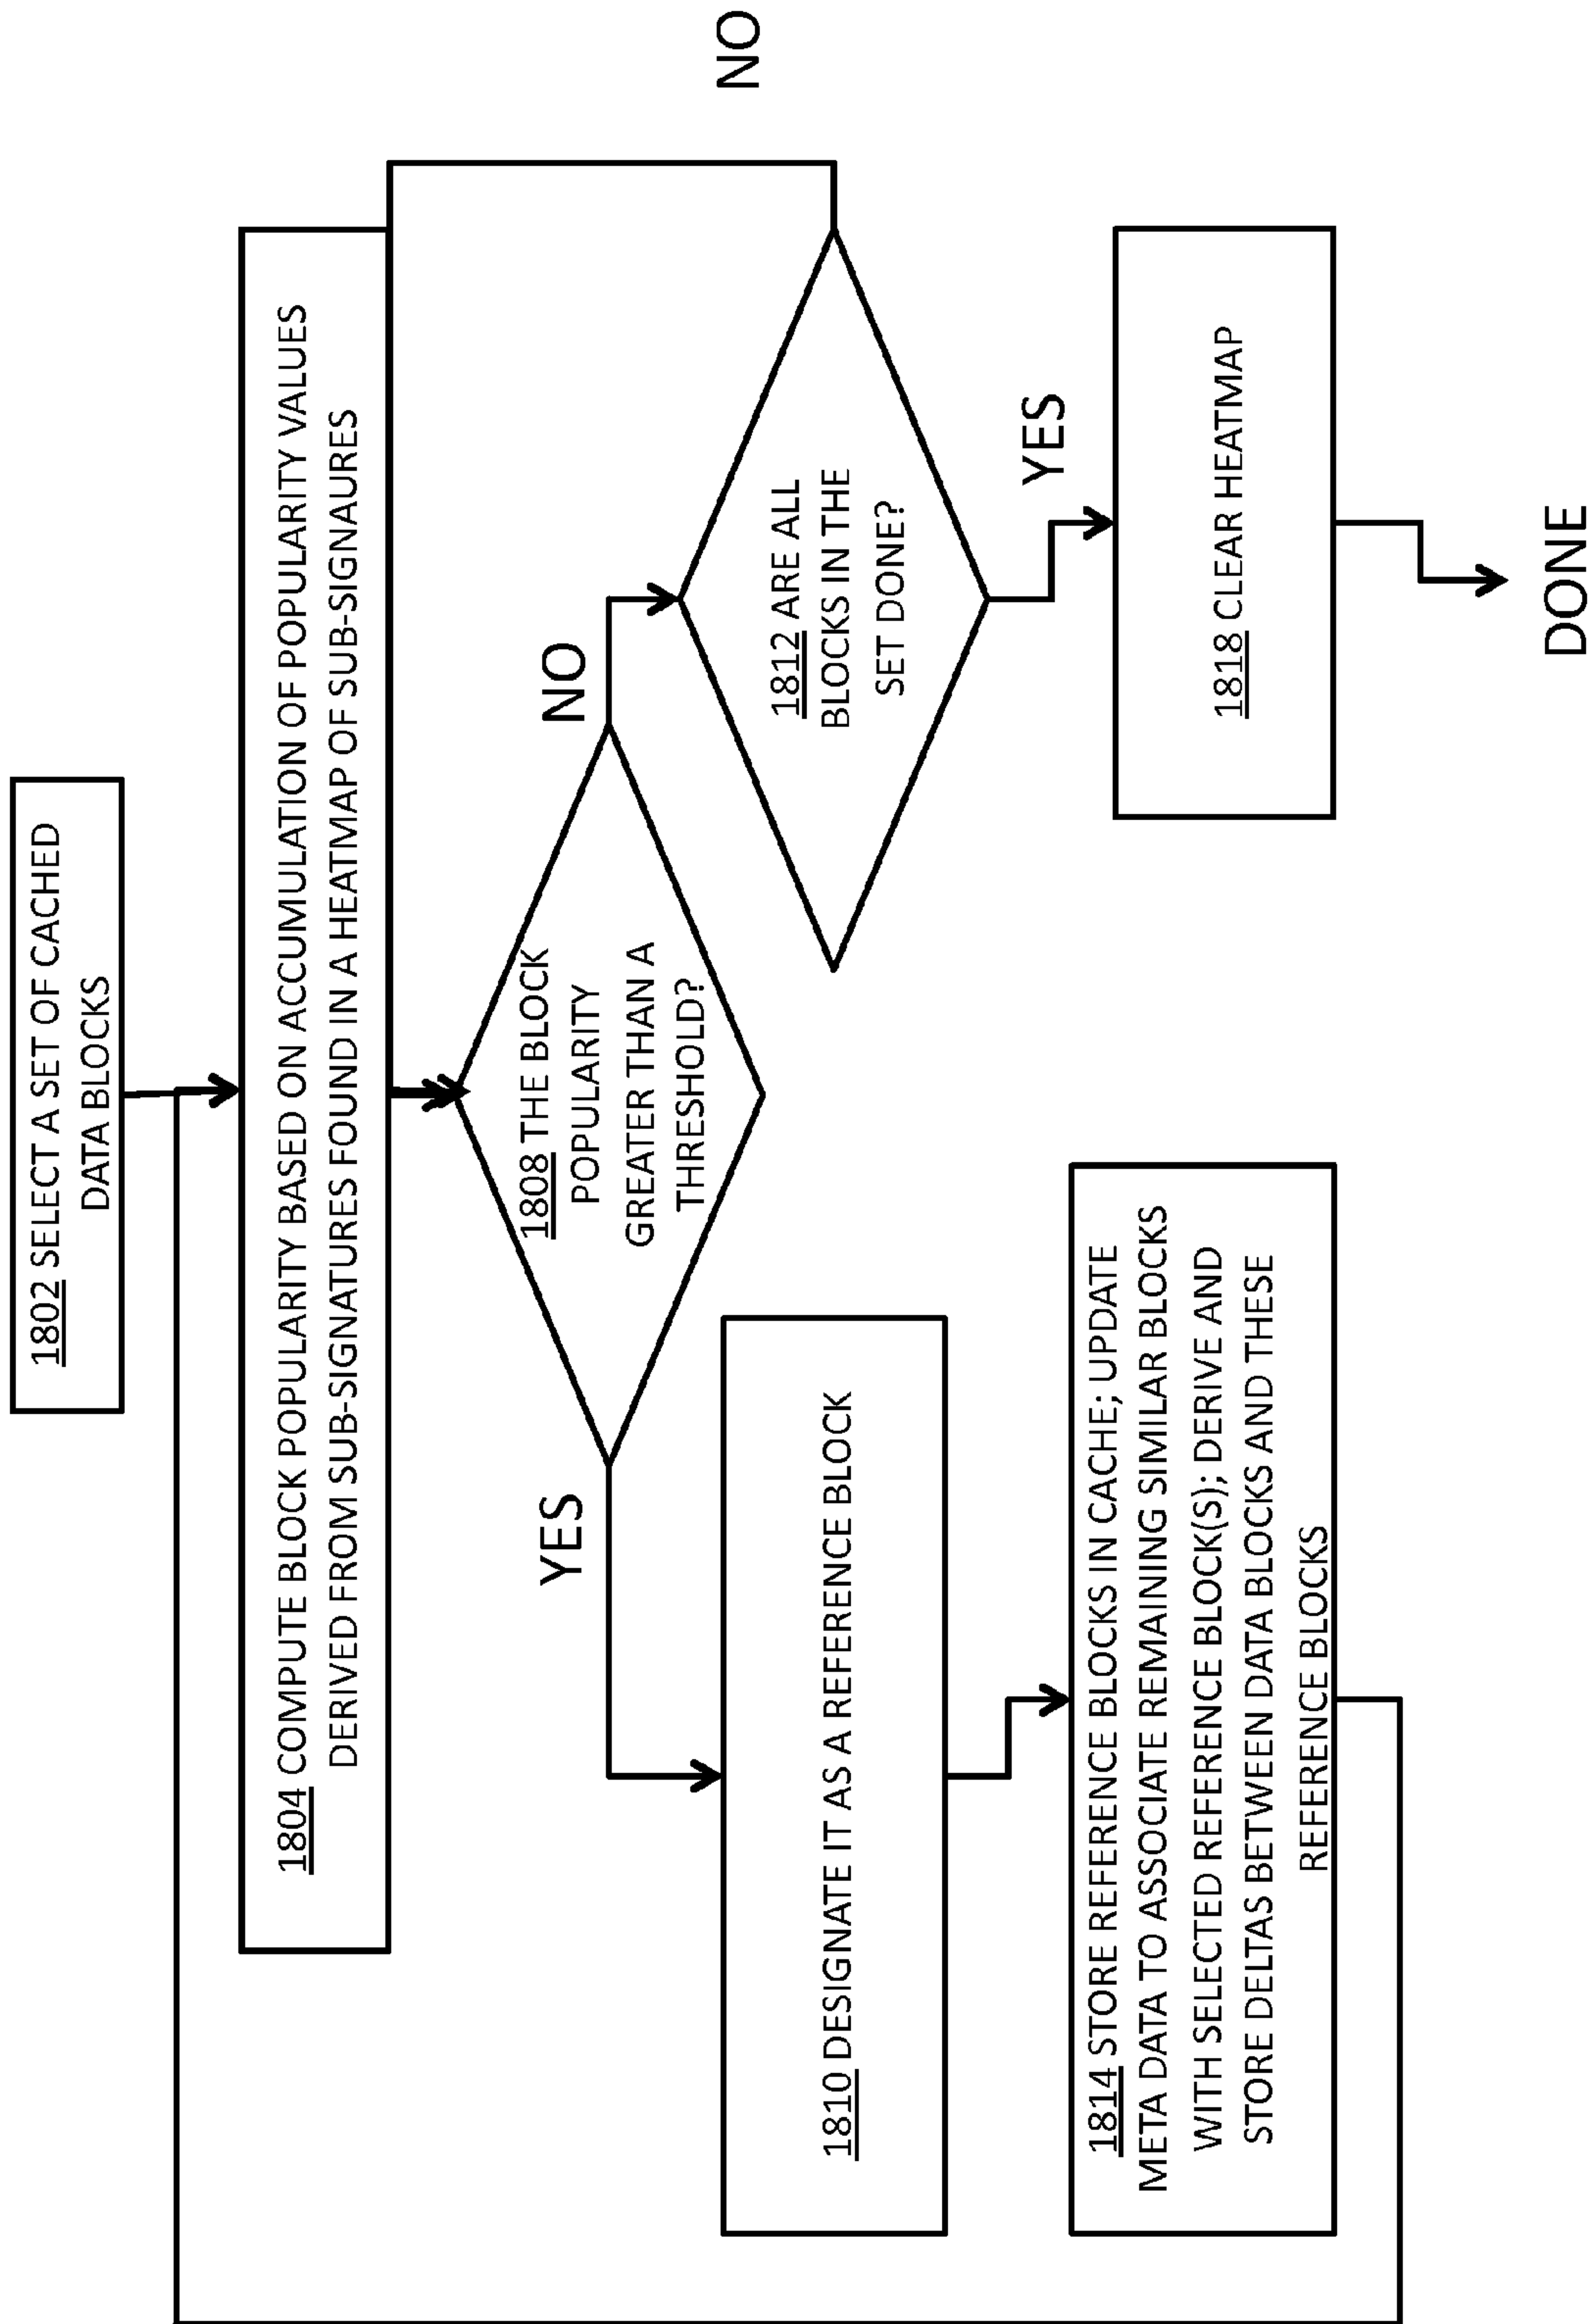 1802 SELECT A SET OF CACHED
DATA BLOCKS
1804 COMPUTE BLOCK POPULARITY BASED ON ACCUMULATION OF POPULARITY VALUES
DERIVED FROM SUB-SIGNATURES FOUND IN A HEATMAP OF SUB-SIGNAURES
1808 THE BLOCK
POPULARITY
GREATER THAN A
THRESHOLD?
YES
NO
1810 DESIGNATE IT AS A REFERENCE BLOCK
1814 STORE REFERENCE BLOCKS IN CACHE; UPDATE
META DATA TO ASSOCIATE REMAINING SIMILAR BLOCKS
WITH SELECTED REFERENCE BLOCK(S); DERIVE AND
STORE DELTAS BETWEEN DATA BLOCKS AND THESE
REFERENCE BLOCKS
1812 ARE ALL
BLOCKS IN THE
SET DONE?
NO
YES
1818 CLEAR HEATMAP
DONE